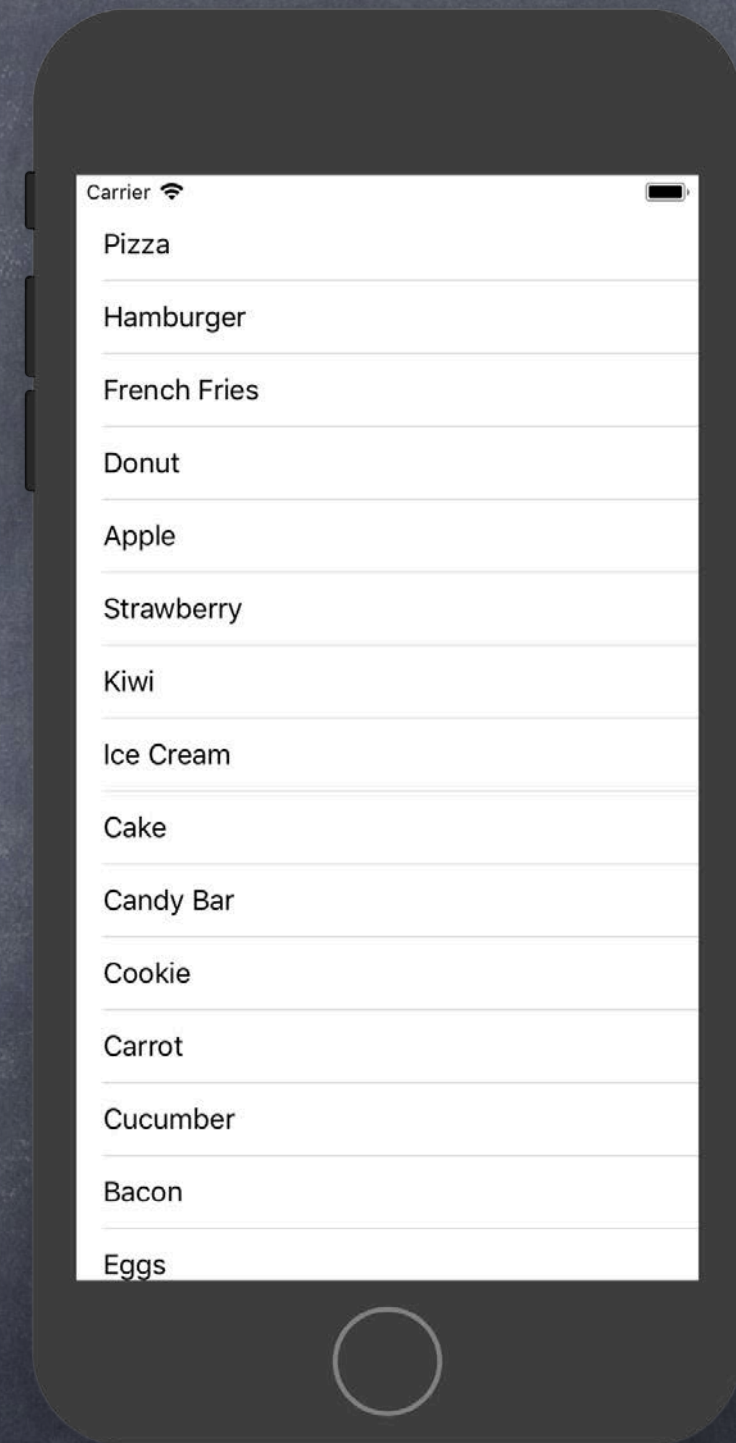 Carrier
Pizza
Hamburger
French Fries
Donut
Apple
Strawberry
Kiwi
Ice Cream
Cake
Candy Bar
Cookie
Carrot
Cucumber
Bacon
Eggs